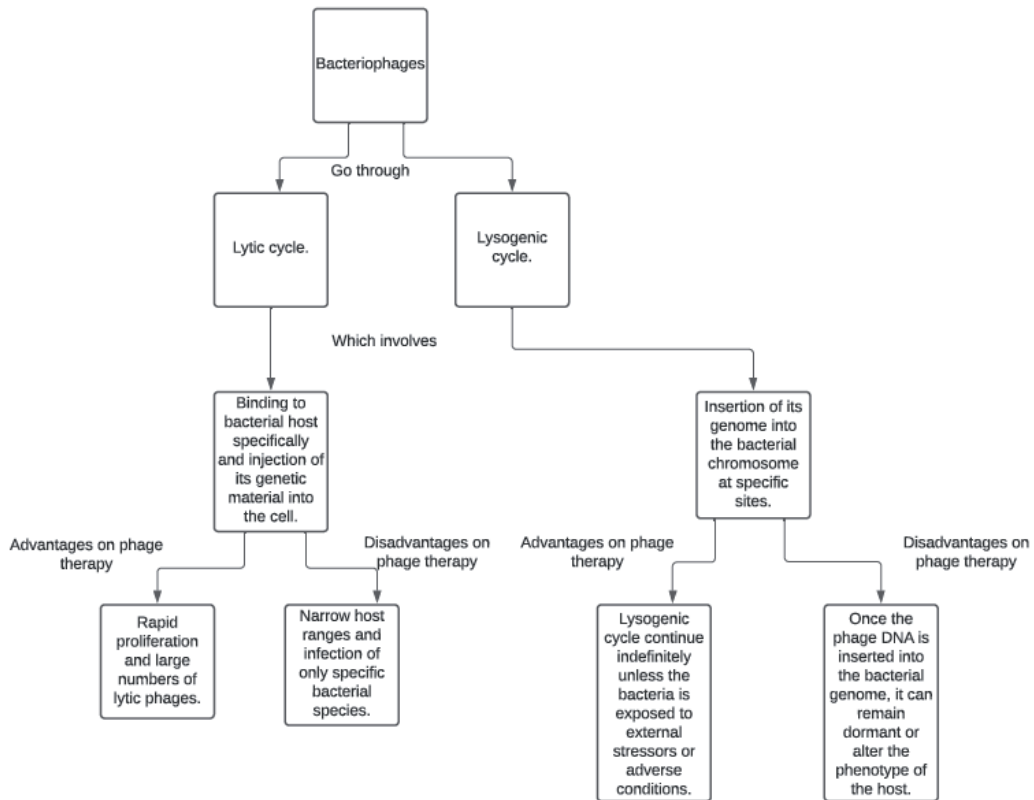 Bacteriophages
Go through
Lytic cycle.
Lysogenic
cycle.
Which involves
Binding to
bacterial host
specifically
and injection of
its genetic
material into
the cell.
Insertion of its
genome into
the bacterial
chromosome
at specific
sites.
Advantages on phage
therapy
Disadvantages on
phage therapy
Advantages on phage
therapy
Disadvantages on
phage therapy
Rapid
proliferation
and large
numbers of
lytic phages.
Narrow host
ranges and
infection of
only specific
bacterial
species.
Lysogenic
cycle continue
indefinitely
unless the
bacteria is
exposed to
external
stressors or
adverse
conditions.
Once the
phage DNA is
inserted into
the bacterial
genome, it can
remain
dormant or
alter the
phenotype of
the host.